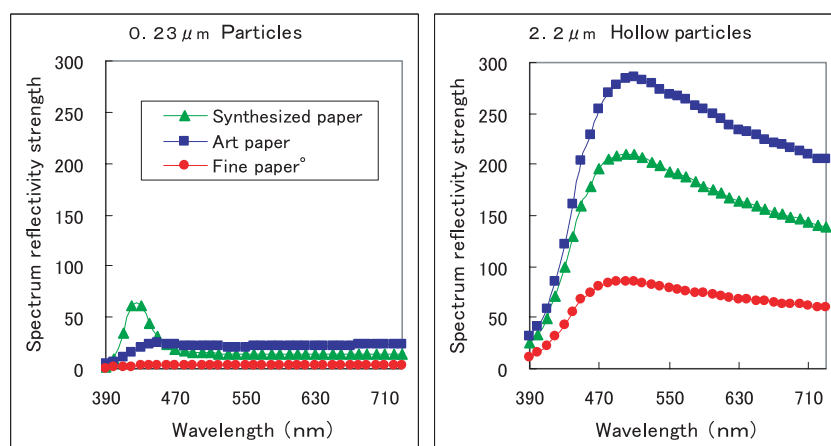 0.23μm Particles
Spectrum reflectivity strength
300
250
200
150
100
50
0
Synthesized paper
Art paper
Fine paper°
390 470 550 630 710
Wavelength (nm)
2.2μm Hollow particles
Spectrum reflectivity strength
300
250
200
150
100
50
0
390 470 550 630 710
Wavelength (nm)